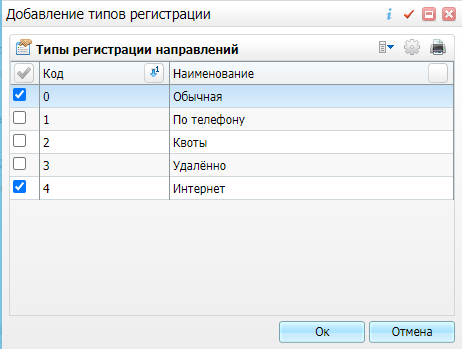 Добавление типов регистрации
Типы регистрации направлений
Код 1 Наименование
0 Обычная
1 По телефону
2 Квоты
3 Удалённо
4 Интернет
Ок Отмена